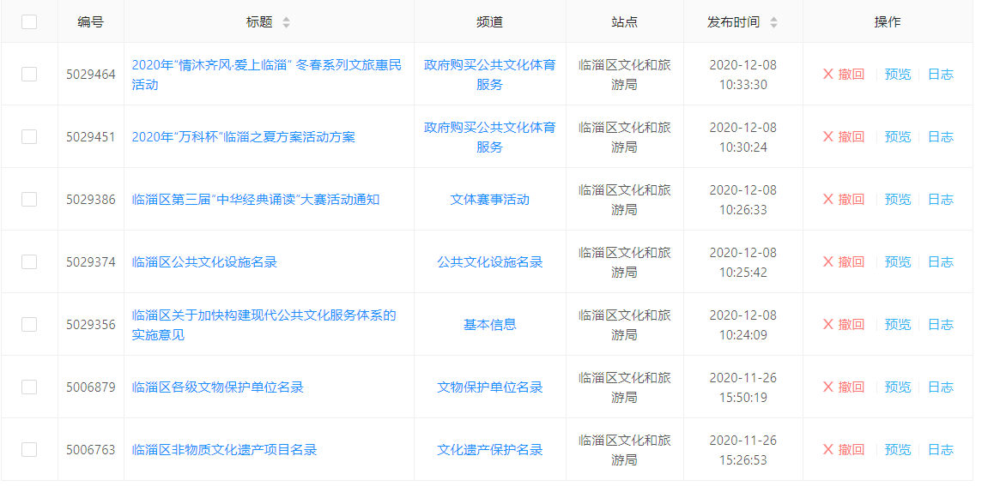 编号 标题 频道 站点 发布时间 操作
5029464 2020年“情沐齐风·爱上临淄” 冬春系列文旅惠民 政府购买公共文化体育 临淄区文化和旅 2020-12-08 撤回 预览 日志
活动 服务 游局 10:33:30
5029451 2020年“万科杯”临淄之夏方案活动方案 政府购买公共文化体育 临淄区文化和旅 2020-12-08 撤回 预览 日志
服务 游局 10:30:24
5029386 临淄区第三届“中华经典诵读”大赛活动通知 文体赛事活动 临淄区文化和旅 2020-12-08 撤回 预览 日志
游局 10:26:33
5029374 临淄区公共文化设施名录 公共文化设施名录 临淄区文化和旅 2020-12-08 撤回 预览 日志
游局 10:25:42
5029356 临淄区关于加快构建现代公共文化服务体系的 基本信息 临淄区文化和旅 2020-12-08 撤回 预览 日志
实施意见 游局 10:24:09
5006879 临淄区各级文物保护单位名录 文物保护单位名录 临淄区文化和旅 2020-11-26 撤回 预览 日志
游局 15:50:19
5006763 临淄区非物质文化遗产项目名录 文化遗产保护名录 临淄区文化和旅 2020-11-26 撤回 预览 日志
游局 15:26:53